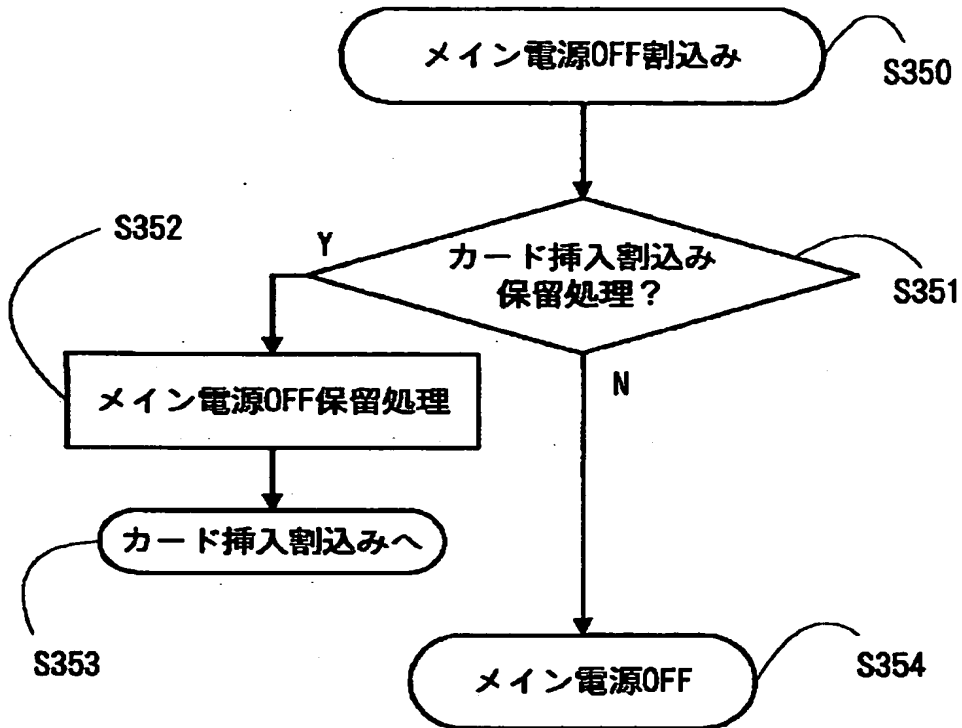 メイン電源OFF割込み
S350
S352
Y
カード挿入割込み
保留処理？
S351
メイン電源OFF保留処理
N
カード挿入割込みへ
S353
メイン電源OFF
S354